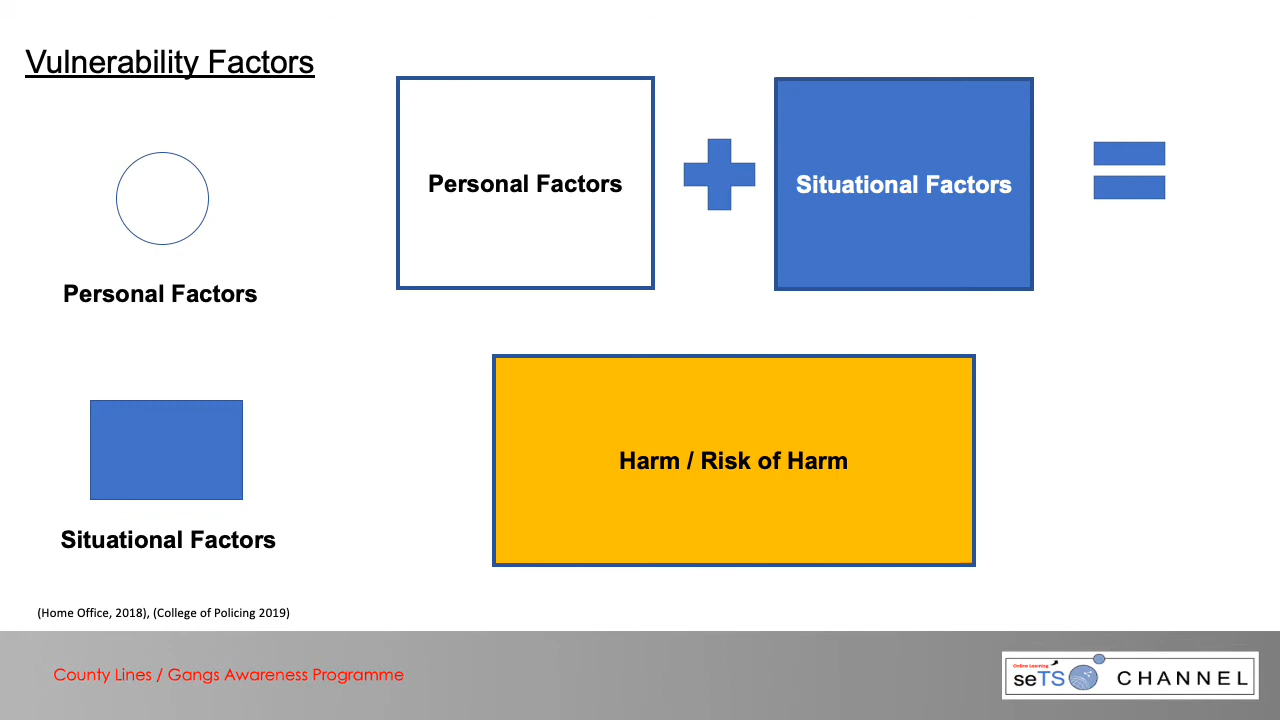 Vulnerability Factors
Personal Factors
Situational Factors
Personal Factors
Harm / Risk of Harm
Situational Factors
(Home Office, 2018), (College of Policing 2019)
County Lines / Gangs Awareness Programme
Online Learning
seTS CHANNEL